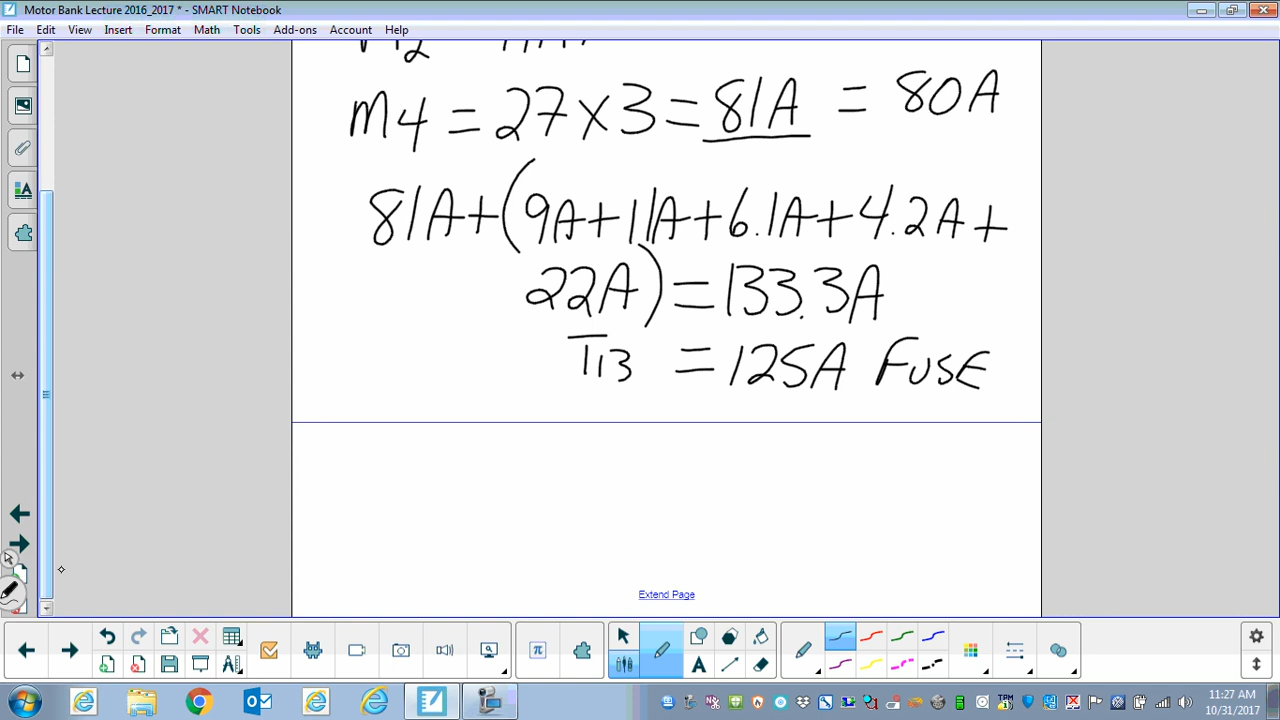 Motor Bank Lecture 2016_2017 * - SMART Notebook
File Edit View Insert Format Math Tools Add-ons Account Help
M4 = 27 x 3 = 81A = 80A
81A + (9A + 11A + 6.1A + 4.2A +
22A) = 133.3A
T13 = 125A FUSE
Extend Page
11:27 AM
10/31/2017